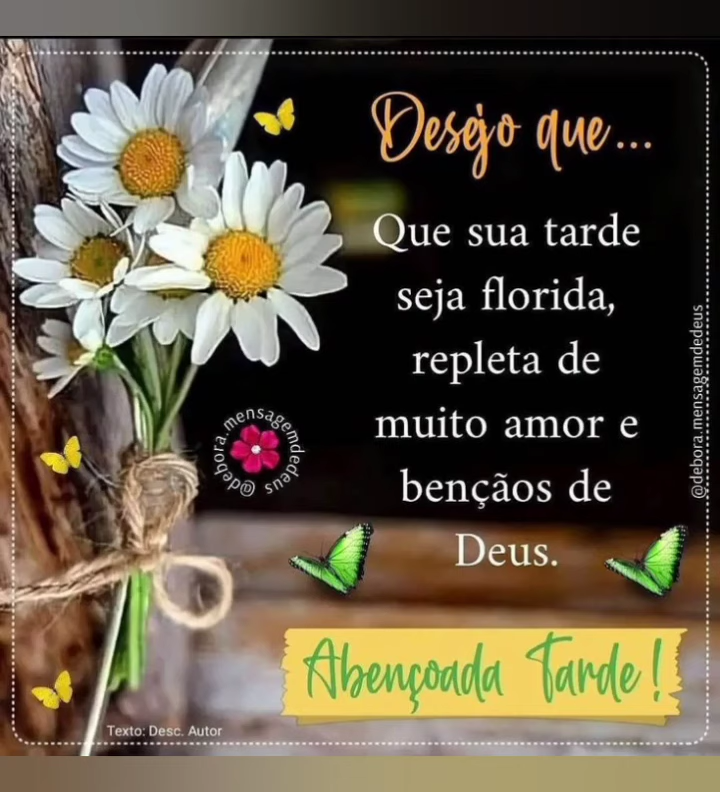 Desejo que...
Que sua tarde
seja florida,
repleta de
muito amor e
bençãos de
Deus.
Abençoada Tarde!
@debora.mensagemdedeus
@debora.mensagemdedeus
Texto: Desc. Autor